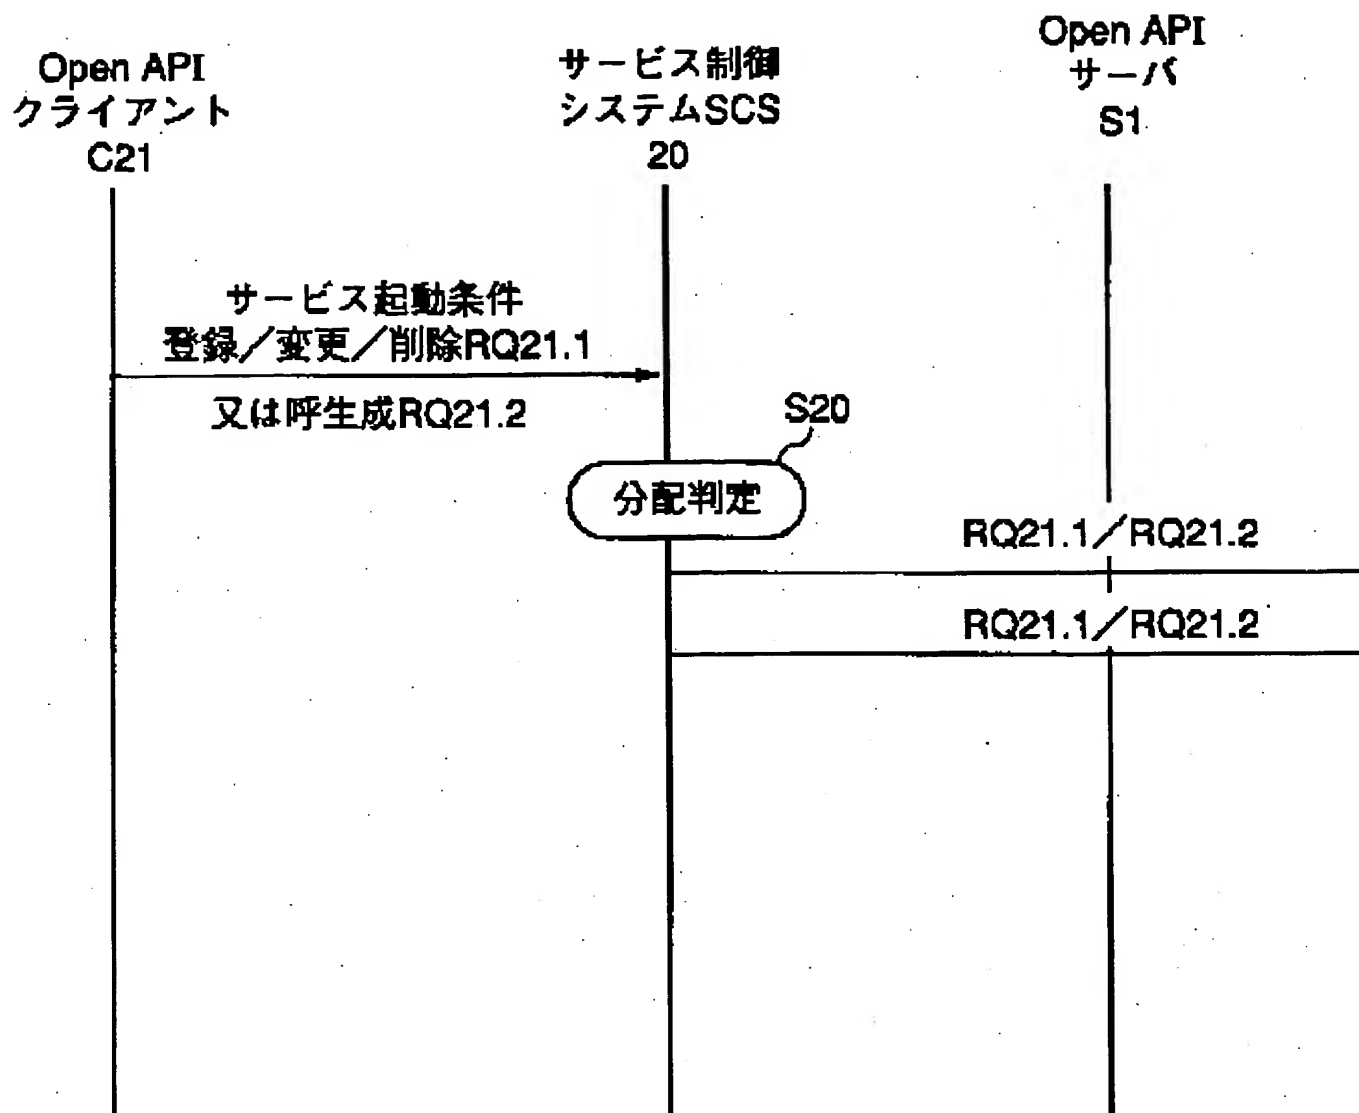 Open API
クライアント
C21
サービス制御
システムSCS
20
Open API
サーバ
S1
サービス起動条件
登録／変更／削除RQ21.1
又は呼生成RQ21.2
S20
分配判定
RQ21.1／RQ21.2
RQ21.1／RQ21.2